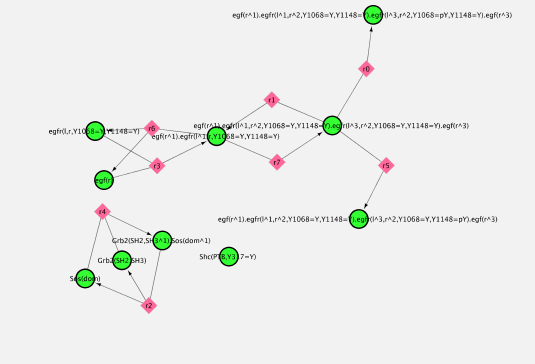 egf(r^1).egfr(l^1,r^2,Y1068=Y,Y1148=Y).egfr(l^3,r^2,Y1068=pY,Y1148=Y).egf(r^3)
r0
r1
egf(r^1).egfr(l^1,r^2,Y1068=Y,Y1148=Y).egfr(l^3,r^2,Y1068=Y,Y1148=Y).egf(r^3)
r6
egfr(l,r,Y1068=Y,Y1148=Y)
egf(r^1).egfr(l^1,r,Y1068=Y,Y1148=Y)
r3
r7
r5
egf(r)
r4
egf(r^1).egfr(l^1,r^2,Y1068=Y,Y1148=Y).egfr(l^3,r^2,Y1068=Y,Y1148=pY).egf(r^3)
Grb2(SH2,SH3^1).Sos(dom^1)
Shc(PTB,Y317=Y)
Grb2(SH2,SH3)
Sos(dom)
r2